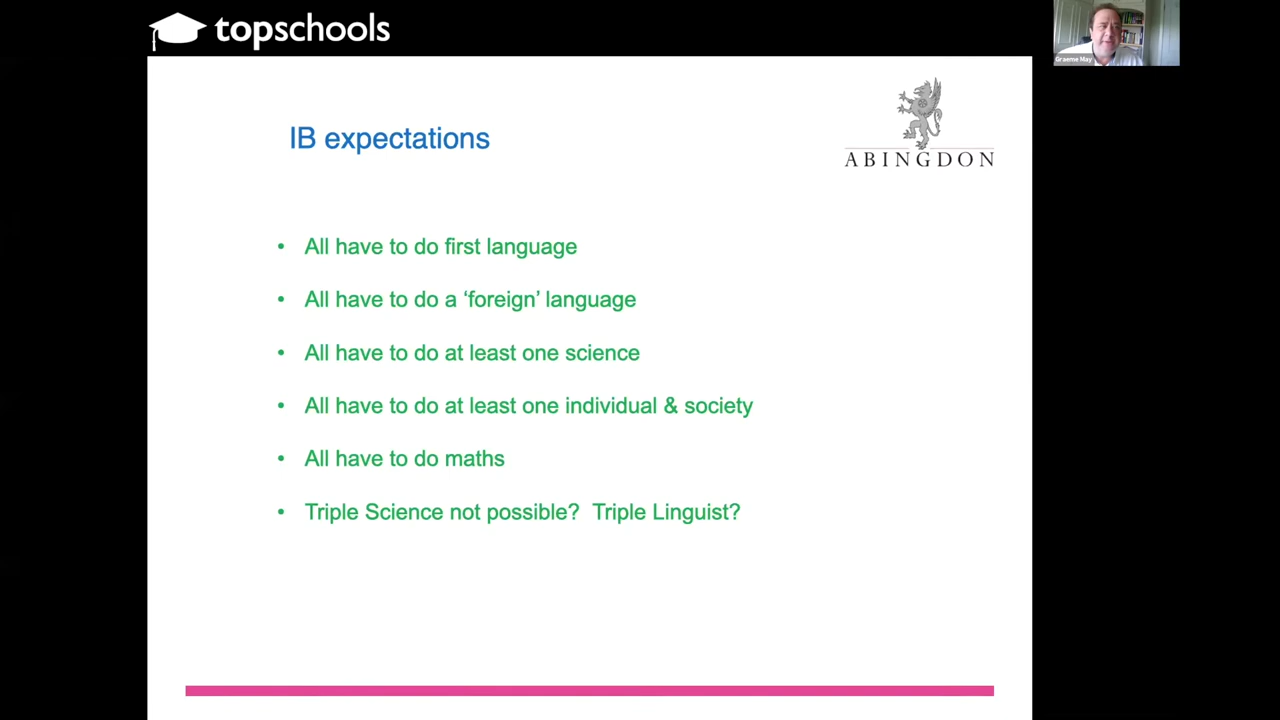 topschools
Graeme May
ABINGDON
IB expectations
• All have to do first language
• All have to do a ‘foreign’ language
• All have to do at least one science
• All have to do at least one individual & society
• All have to do maths
• Triple Science not possible?  Triple Linguist?